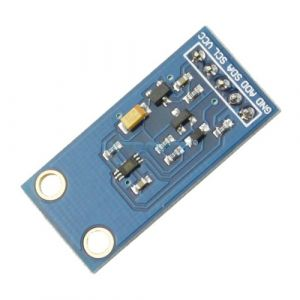 GND ADD SDA SCL VCC